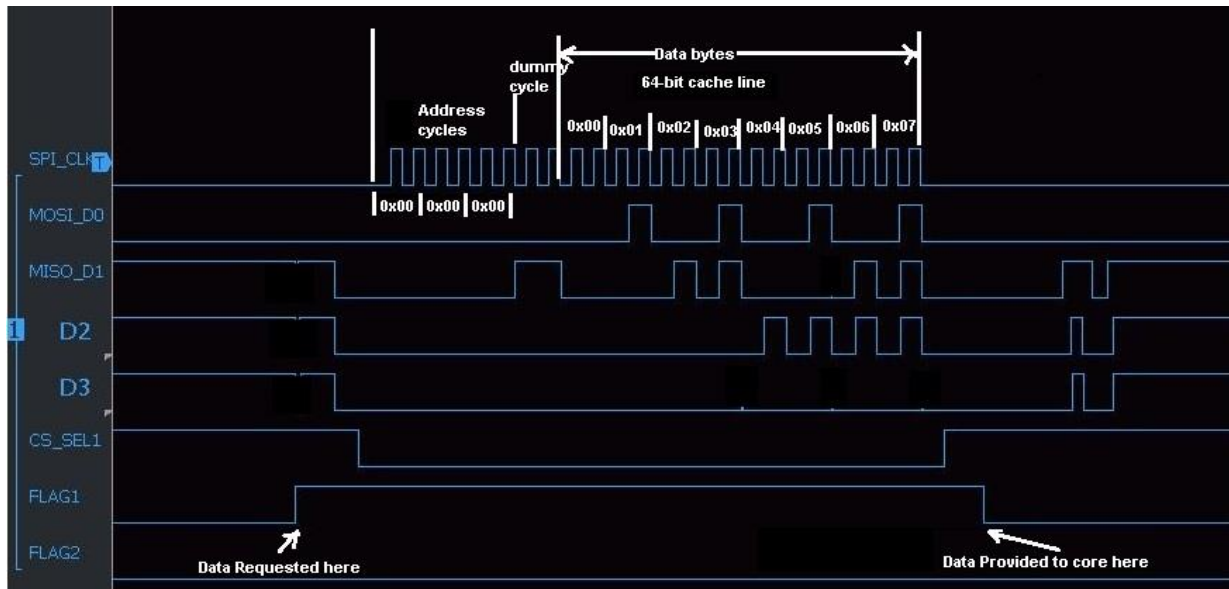 Data bytes
dummy
cycle
64-bit cache line
Address
cycles
0x00 0x01 0x02 0x03 0x04 0x05 0x06 0x07
SPI_CLK T
0x00 0x00 0x00
MOSI_D0
MISO_D1
1 D2
D3
CS_SEL1
FLAG1
FLAG2
Data Requested here
Data Provided to core here